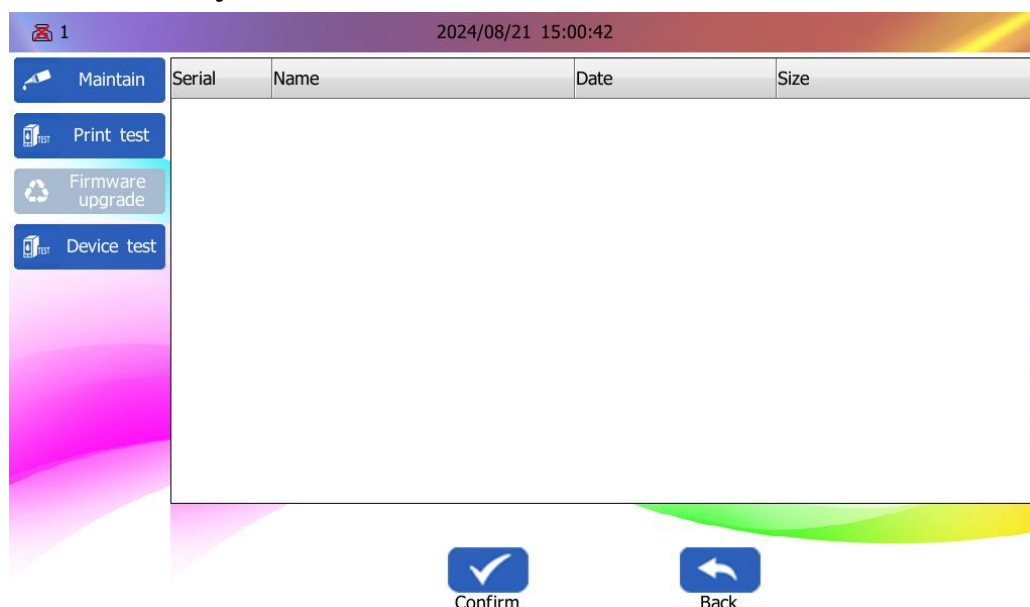 1 2024/08/21 15:00:42
Maintain
Print test
Firmware
upgrade
TEST Device test
Serial Name Date Size
Confirm Back